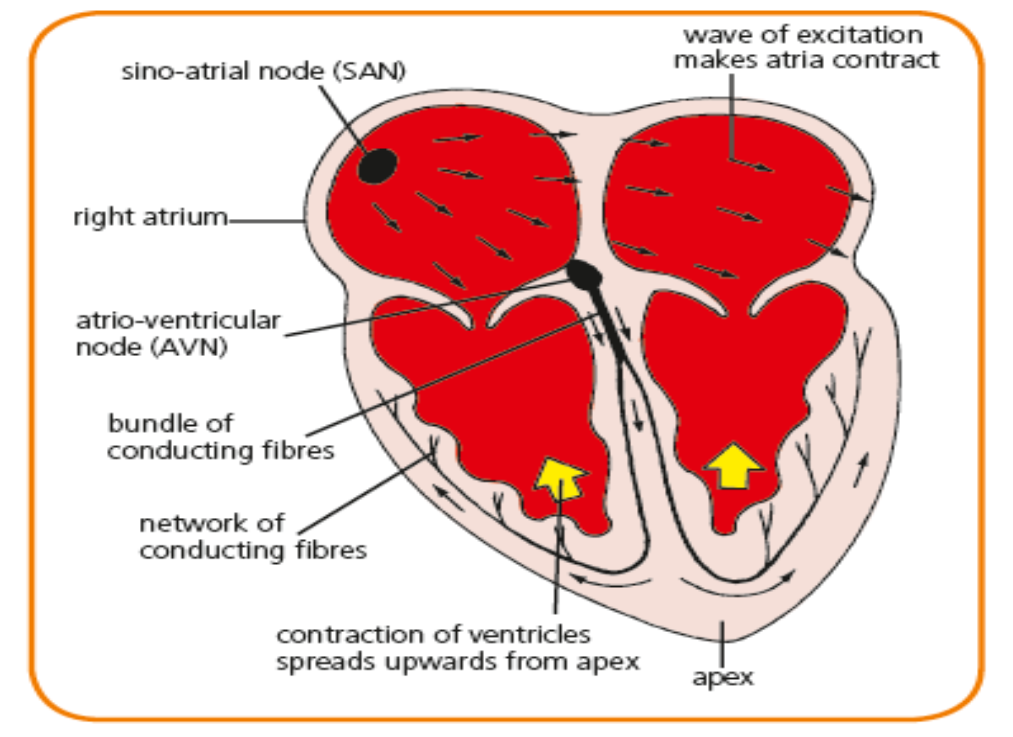 wave of excitation
makes atria contract
sino-atrial node (SAN)
right atrium
atrio-ventricular
node (AVN)
bundle of
conducting fibres
network of
conducting fibres
contraction of ventricles
spreads upwards from apex
apex